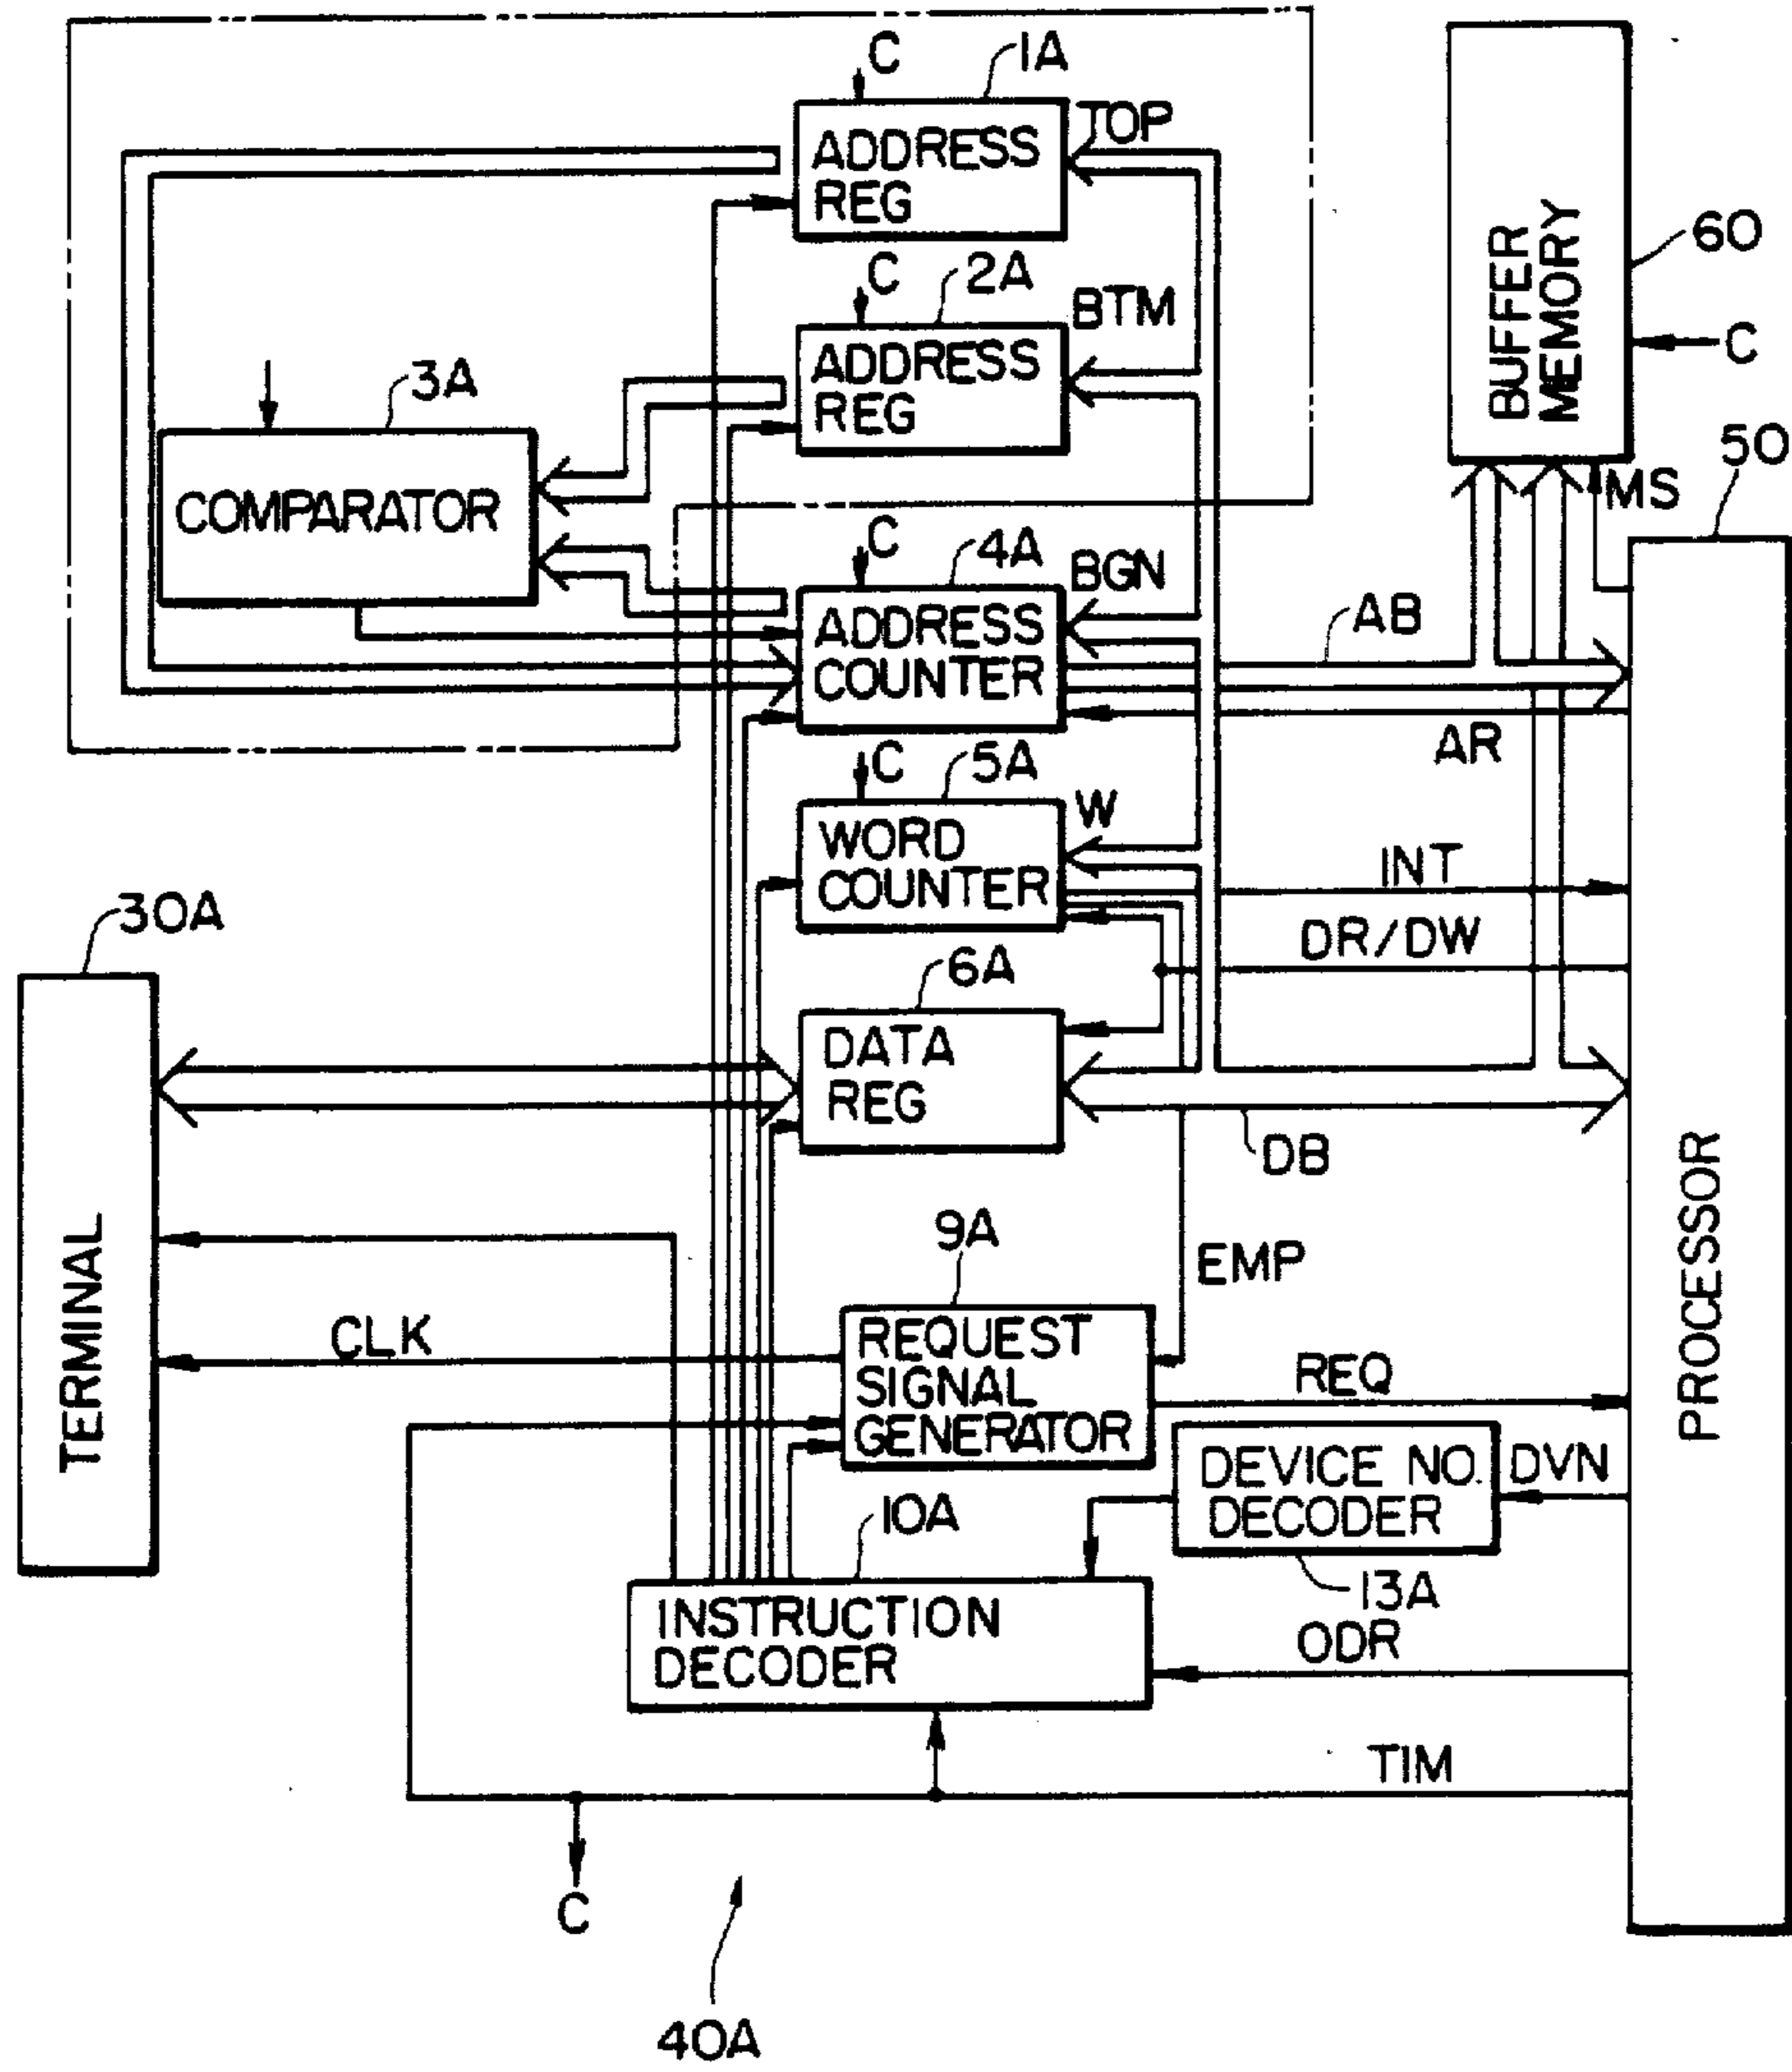 C
1A
TOP
ADDRESS
REG
C
2A
BTM
ADDRESS
REG
BUFFER
MEMORY
60
C
3A
COMPARATOR
50
MS
C
4A
BGN
ADDRESS
COUNTER
AB
AR
C
5A
W
WORD
COUNTER
INT
30A
DR/DW
6A
DATA
REG
DB
TERMINAL
PROCESSOR
9A
EMP
CLK
REQUEST
SIGNAL
GENERATOR
REQ
DEVICE NO.
DECODER
DVN
10A
13A
INSTRUCTION
DECODER
ODR
TIM
C
40A